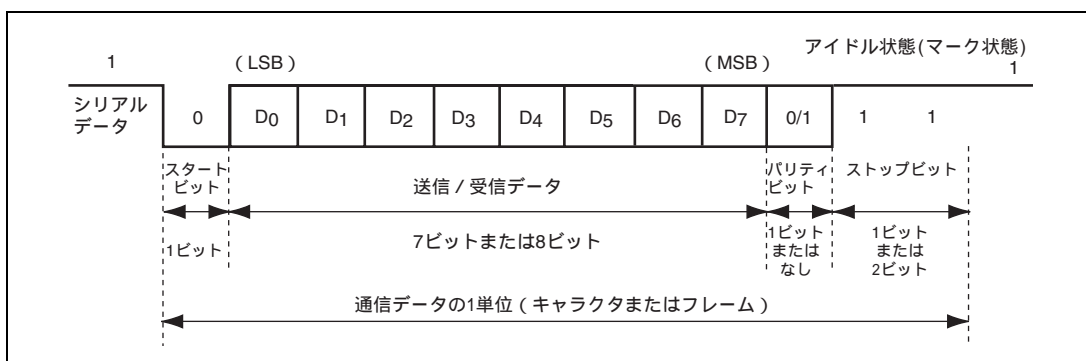 アイドル状態(マーク状態)
1 (LSB) (MSB) 1
シリアル
データ
0 D0 D1 D2 D3 D4 D5 D6 D7 0/1 1 1
スタート
ビット
送信 / 受信データ
パリティ
ビット
ストップビット
1ビット
7ビットまたは8ビット
1ビット
または
なし
1ビット
または
2ビット
通信データの1単位 ( キャラクタまたはフレーム )